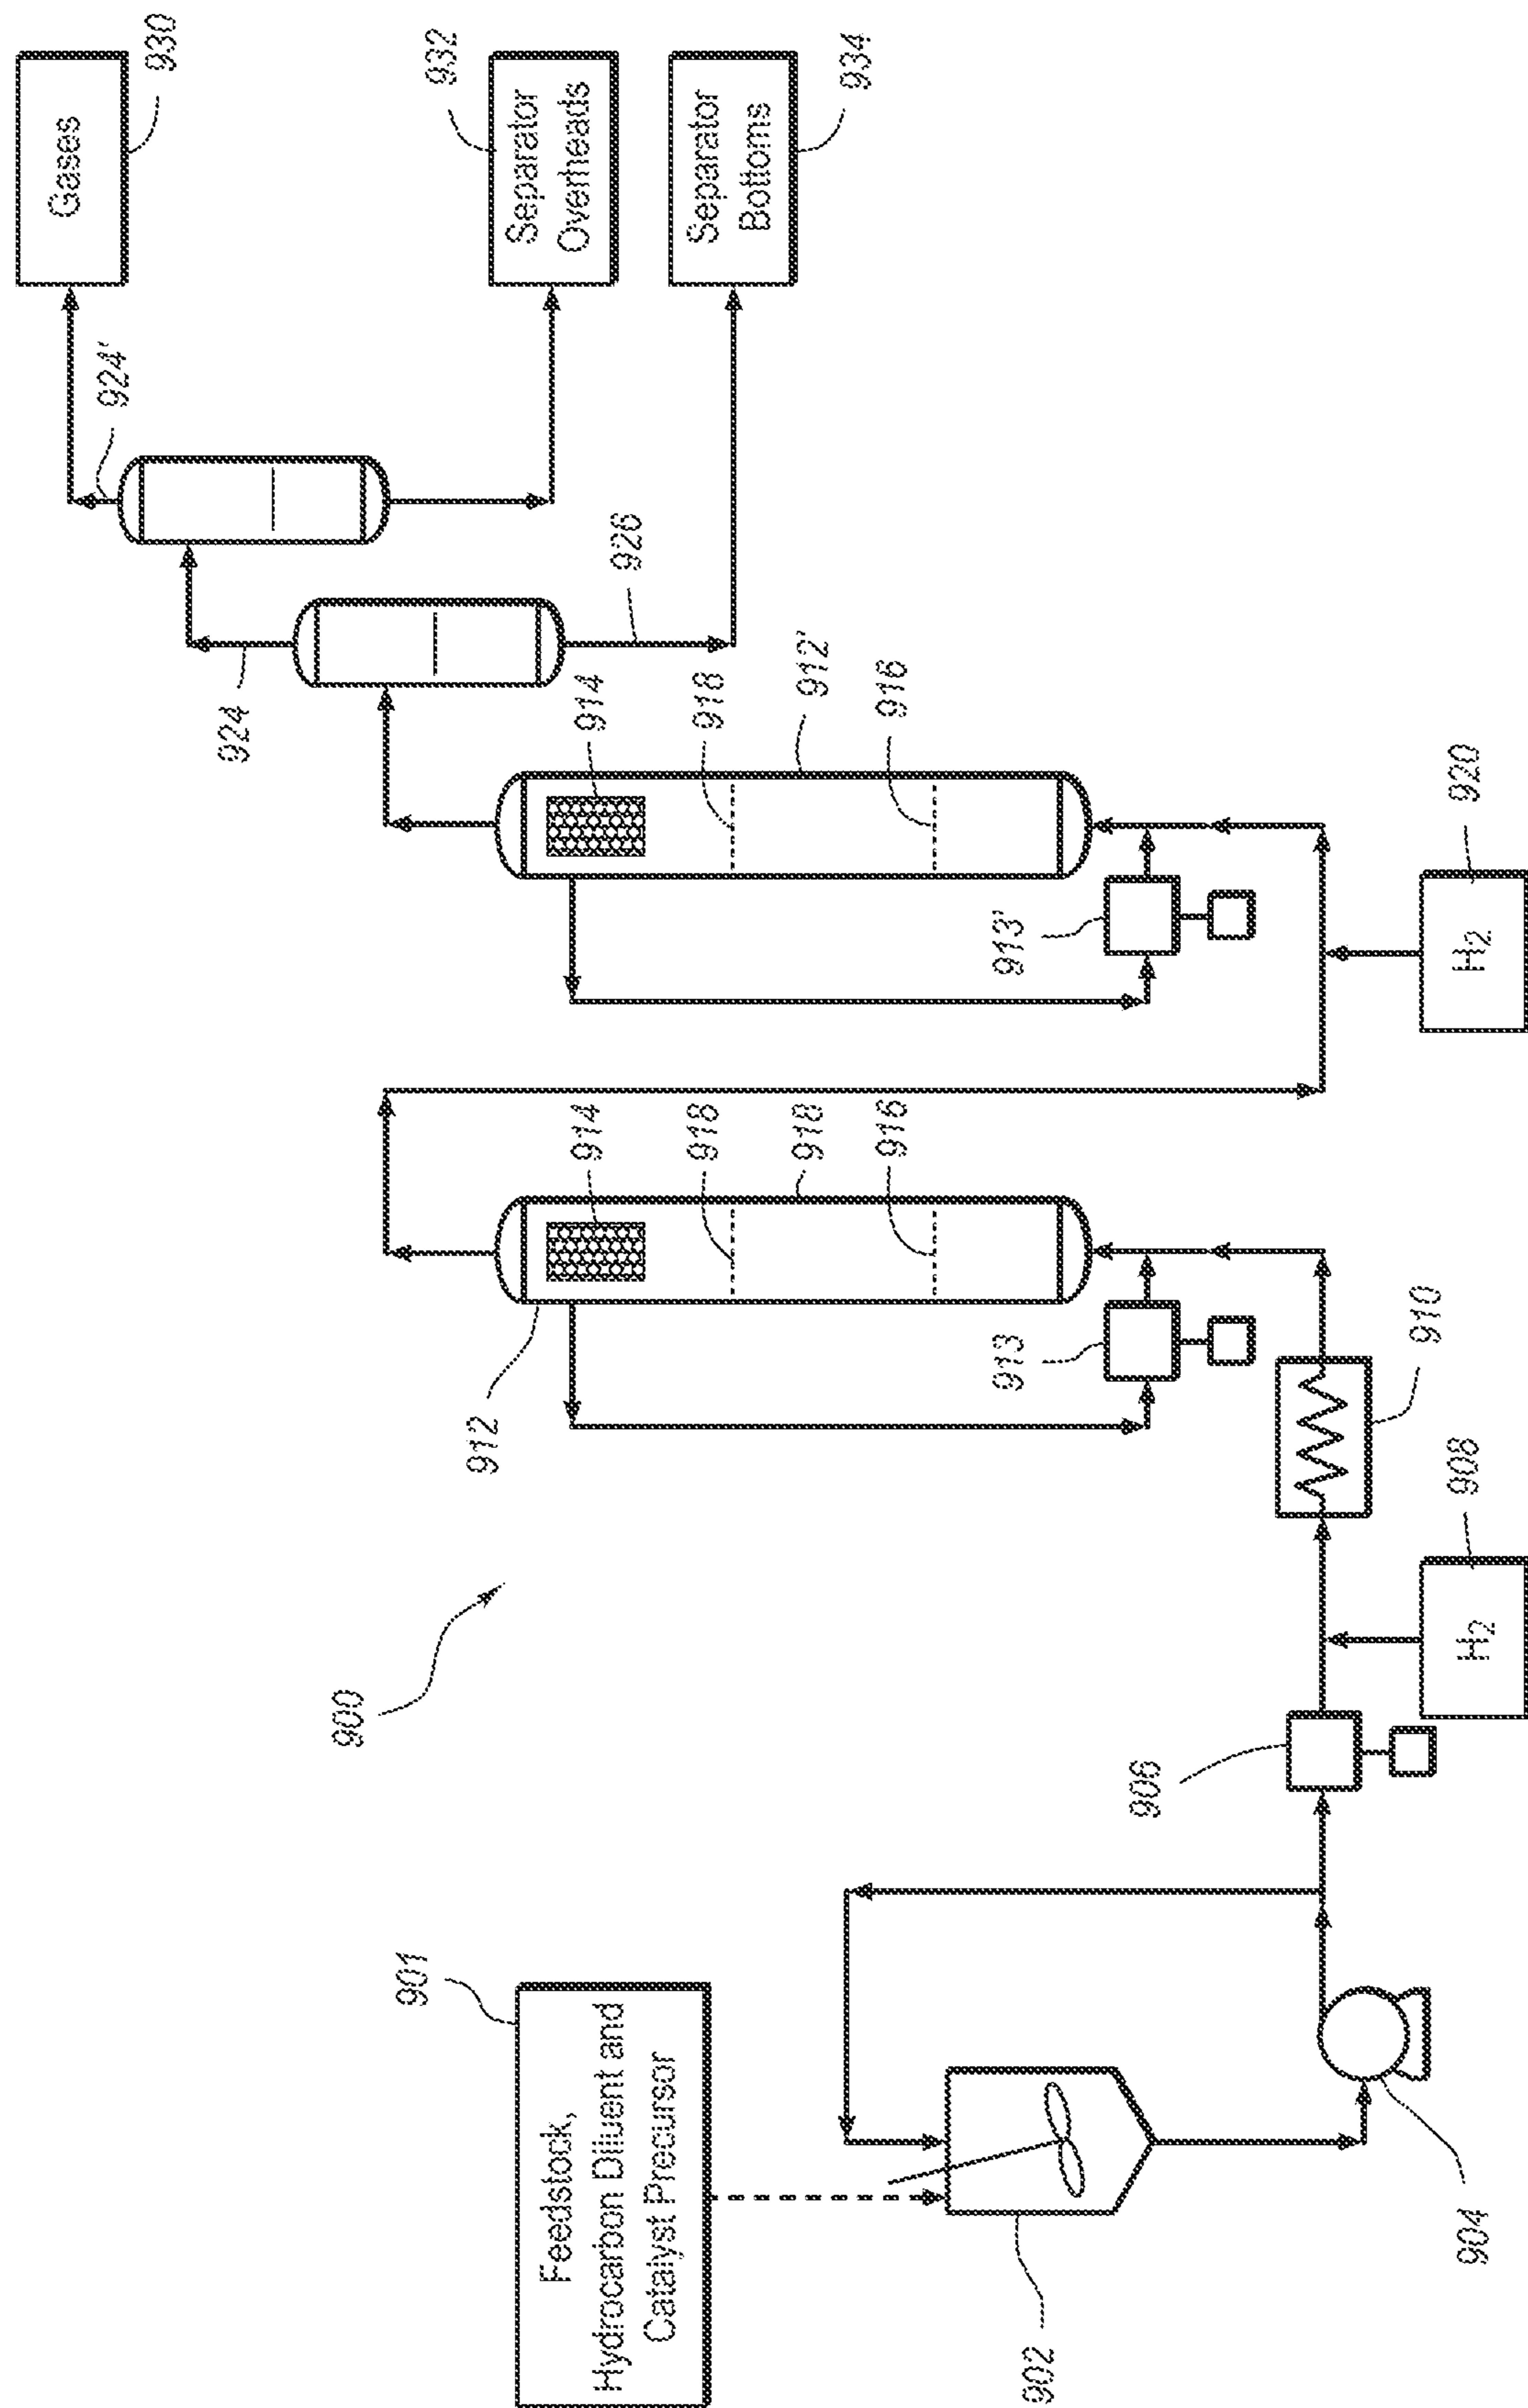 Gases
930
924'
932
Separator
Overheads
Separator
Bottoms
934
924
926
914
918
912'
916
913'
920
H₂
914
918
918
916
912
913
910
908
H₂
900
906
901
Feedstock,
Hydrocarbon Diluent and
Catalyst Precursor
902
904